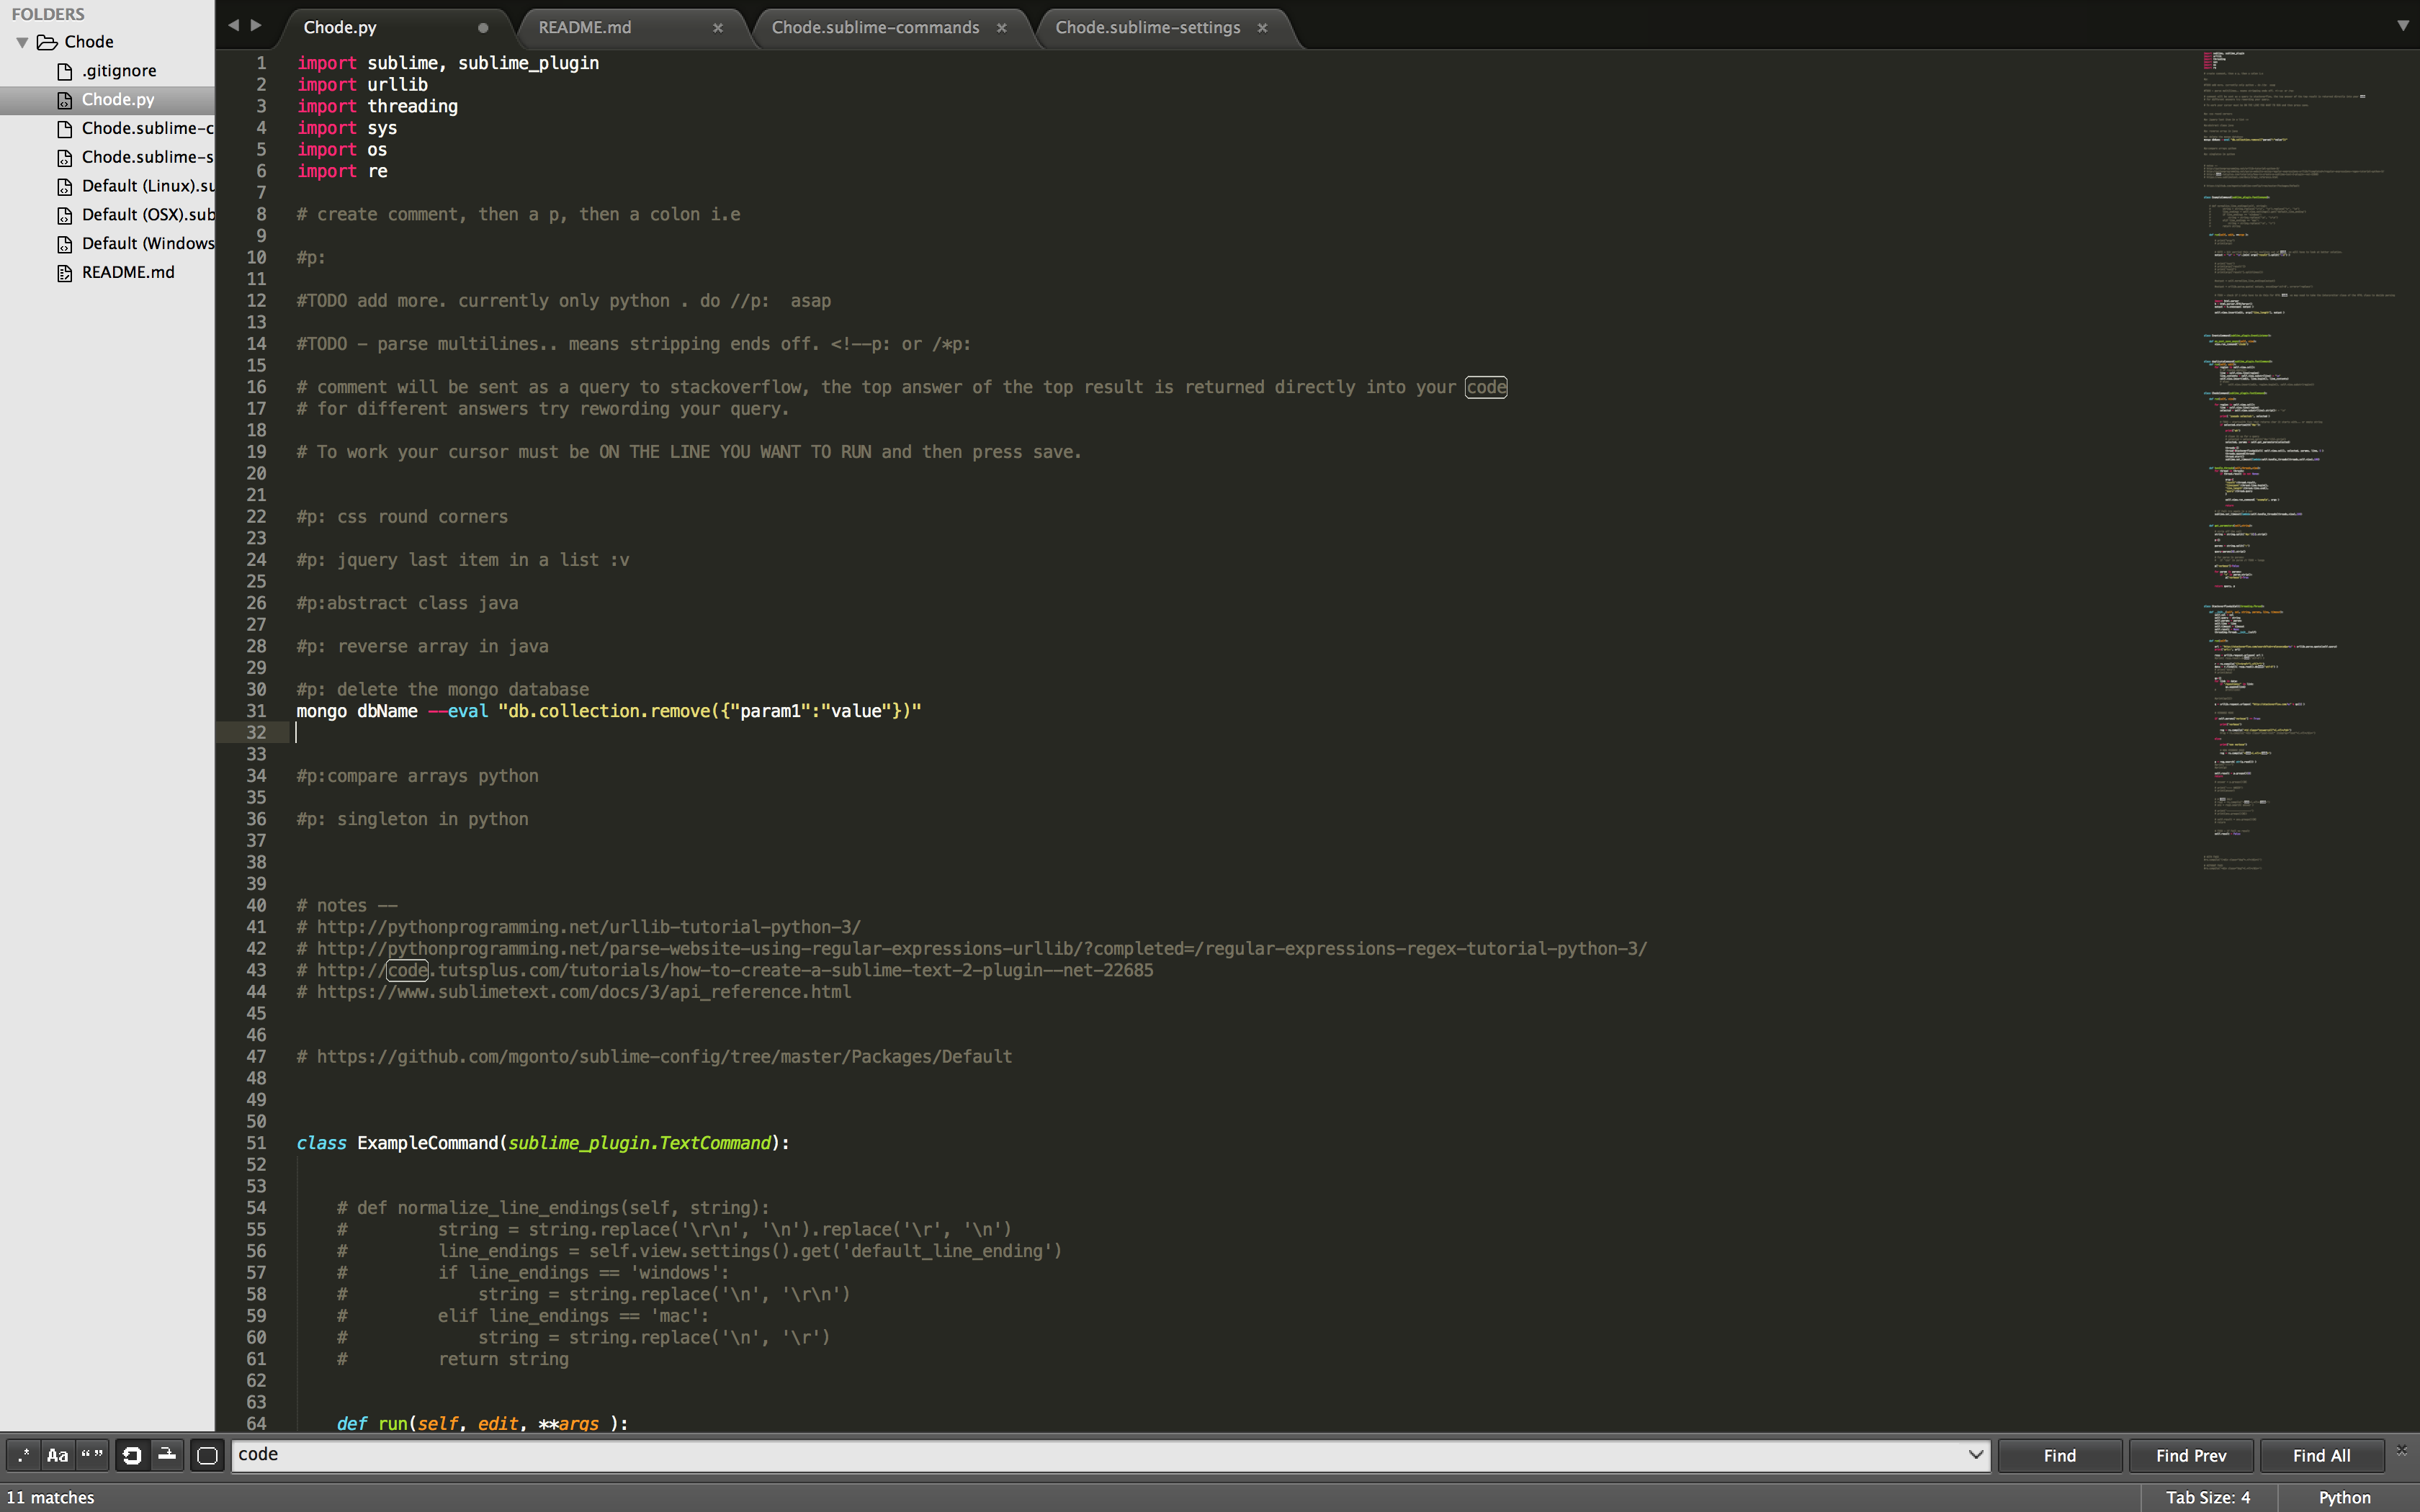 FOLDERS
Chode
.gitignore
Chode.py
Chode.sublime-c
Chode.sublime-s
Default (Linux).su
Default (OSX).sub
Default (Windows
README.md
Chode.py
README.md
Chode.sublime-commands
Chode.sublime-settings
1 import sublime, sublime_plugin
2 import urllib
3 import threading
4 import sys
5 import os
6 import re
7
8 # create comment, then a p, then a colon i.e
9
10 #p:
11
12 #TODO add more. currently only python . do //p:  asap
13
14 #TODO - parse multilines.. means stripping ends off. <!--p: or /*p:
15
16 # comment will be sent as a query to stackoverflow, the top answer of the top result is returned directly into your code
17 # for different answers try rewording your query.
18
19 # To work your cursor must be ON THE LINE YOU WANT TO RUN and then press save.
20
21
22 #p: css round corners
23
24 #p: jquery last item in a list :v
25
26 #p:abstract class java
27
28 #p: reverse array in java
29
30 #p: delete the mongo database
31 mongo dbName --eval "db.collection.remove({"param1":"value"})"
32
33
34 #p:compare arrays python
35
36 #p: singleton in python
37
38
39
40 # notes --
41 # http://pythonprogramming.net/urllib-tutorial-python-3/
42 # http://pythonprogramming.net/parse-website-using-regular-expressions-urllib/?completed=/regular-expressions-regex-tutorial-python-3/
43 # http://code.tutsplus.com/tutorials/how-to-create-a-sublime-text-2-plugin--net-22685
44 # https://www.sublimetext.com/docs/3/api_reference.html
45
46
47 # https://github.com/mgonto/sublime-config/tree/master/Packages/Default
48
49
50
51 class ExampleCommand(sublime_plugin.TextCommand):
52
53
54     # def normalize_line_endings(self, string):
55     #         string = string.replace('\r\n', '\n').replace('\r', '\n')
56     #         line_endings = self.view.settings().get('default_line_ending')
57     #         if line_endings == 'windows':
58     #             string = string.replace('\n', '\r\n')
59     #         elif line_endings == 'mac':
60     #             string = string.replace('\n', '\r')
61     #         return string
62
63
64     def run(self, edit, **args ):
.* Aa “ ” code Find Find Prev Find All
11 matches Tab Size: 4 Python